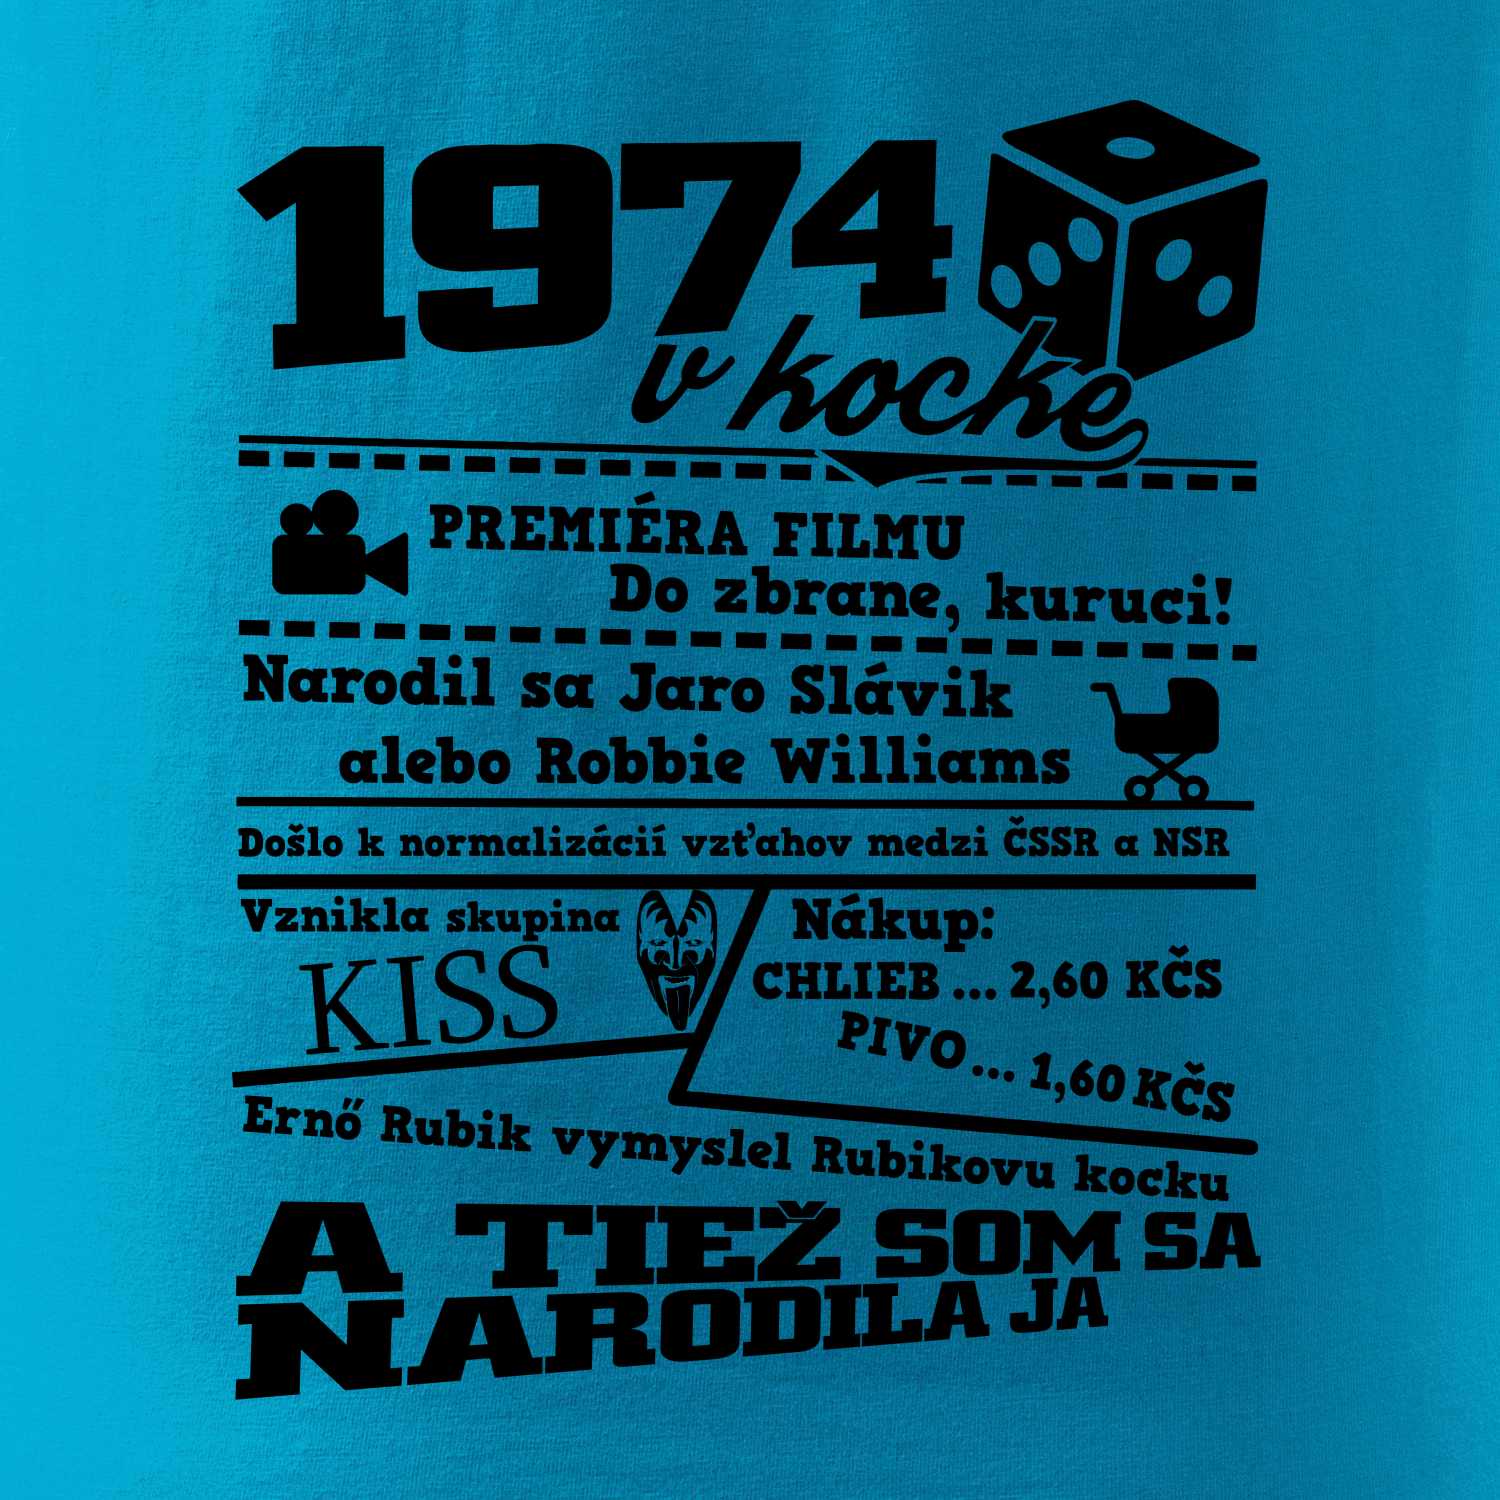 1974
v kocke
PREMIÉRA FILMU
Do zbrane, kuruci!
Narodil sa Jaro Slávik
alebo Robbie Williams
Došlo k normalizácií vzťahov medzi ČSSR a NSR
Vznikla skupina
KISS
Nákup:
CHLIEB ... 2,60 KČS
PIVO ... 1,60 KČS
Ernő Rubik vymyslel Rubikovu kocku
A TIEŽ SOM SA
NARODILA JA